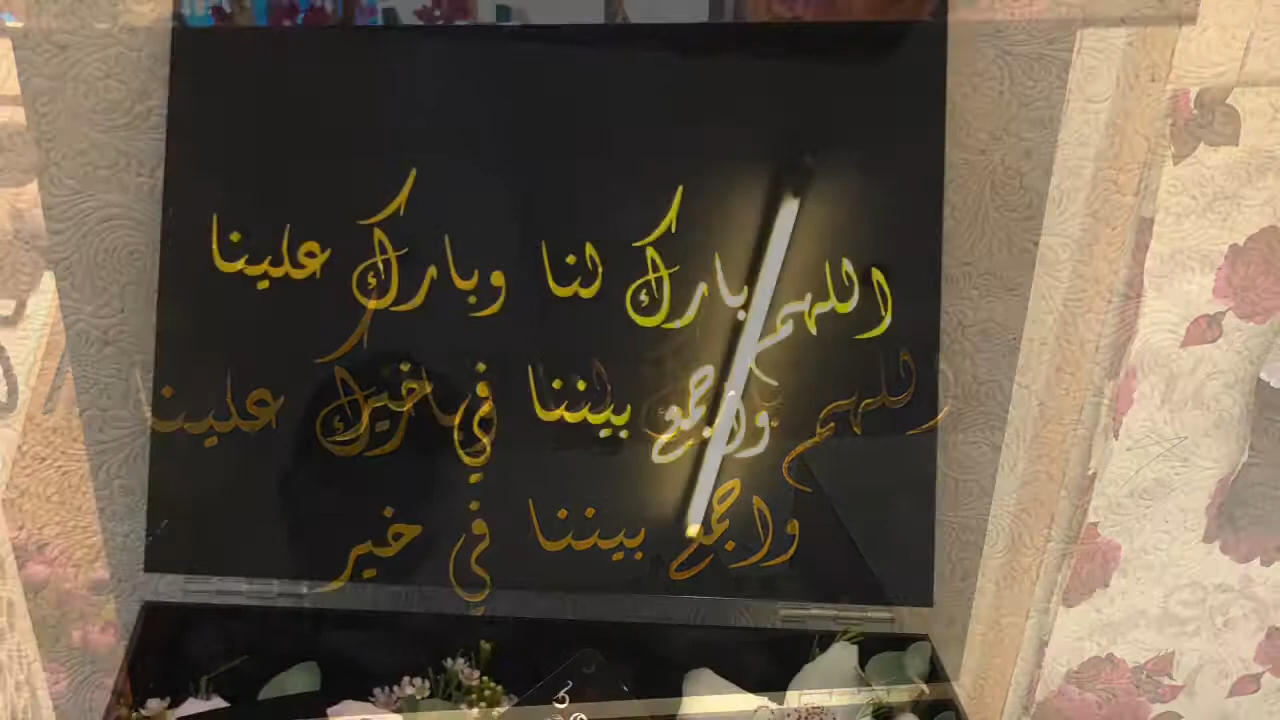 اللهم بارك لنا وبارك علينا
واجمع بيننا في خير